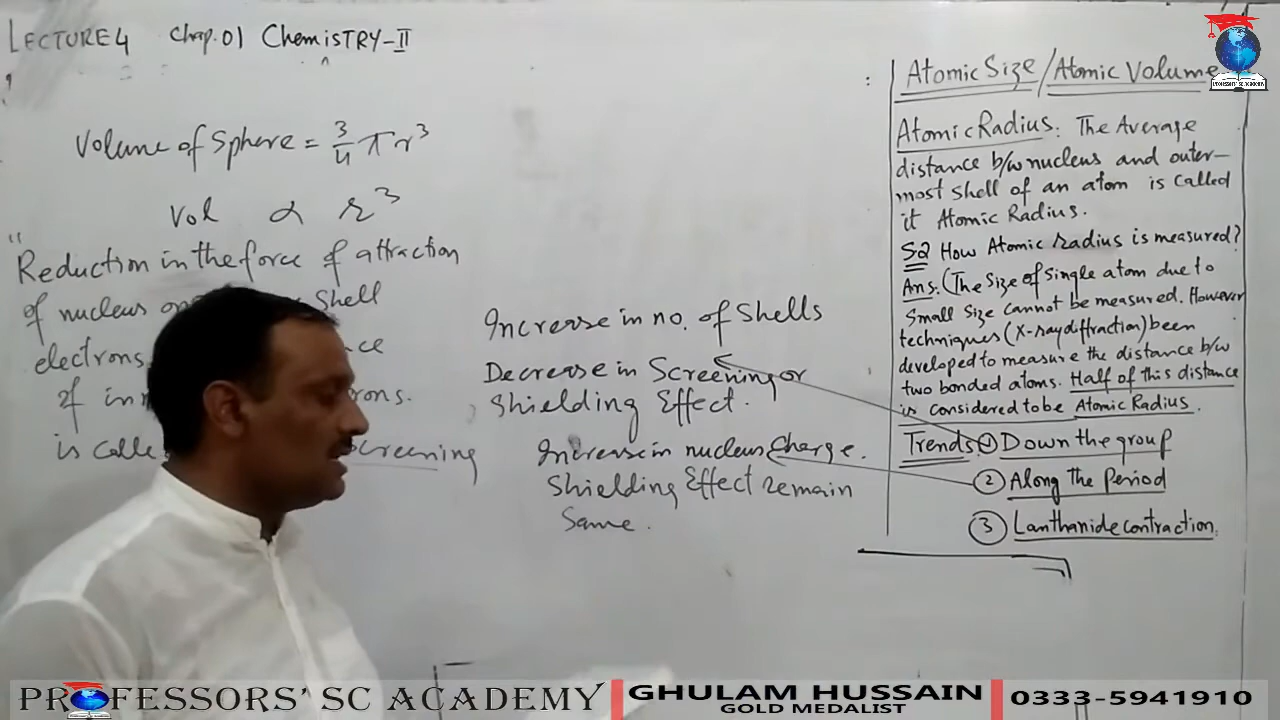 LECTURE 4 Chap.01 ChemiSTRY-II
Volume of Sphere = 3/4 π r³
Vol ∝ r³
"Reduction in the force of attraction
of nucleus on Shell
electrons
of in
is calle Screening
Increase in no. of Shells
Decrease in Screening or
Shielding Effect.
Increase in nucleus Charge.
Shielding Effect remain
Same.
Atomic Size/Atomic Volume
Atomic Radius: The Average
distance b/w nucleus and outer-
most shell of an atom is called
it Atomic Radius.
SQ How Atomic radius is measured?
Ans. (The Size of Single atom due to
Small Size cannot be measured. However
techniques (X-ray diffraction) been
developed to measure the distance b/w
two bonded atoms. Half of this distance
is considered to be Atomic Radius.
Trends ① Down the group
② Along the Period
③ Lanthanide contraction.
PROFESSORS' SC ACADEMY
PROFESSORS' SC ACADEMY
GHULAM HUSSAIN
GOLD MEDALIST
0333-5941910